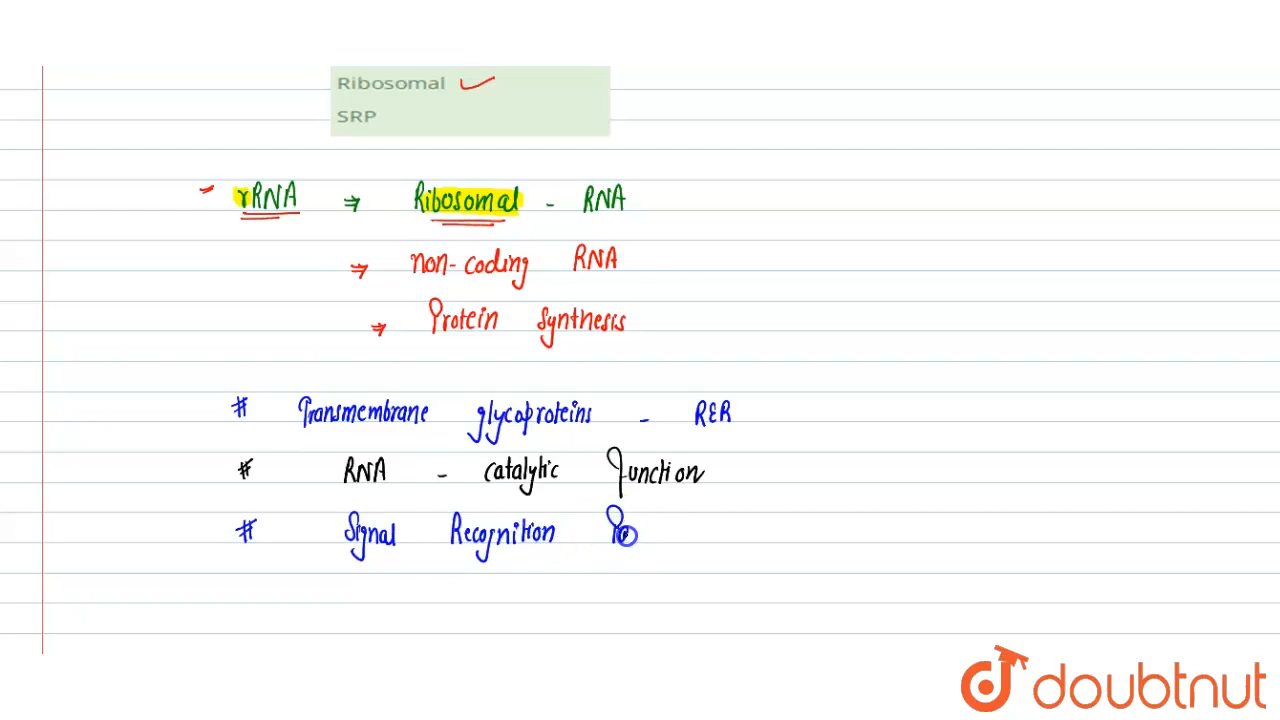 Ribosomal
SRP
rRNA ⇒ Ribosomal - RNA
⇒ non-coding RNA
⇒ Protein Synthesis
# Transmembrane glycoproteins - RER
# RNA - catalytic function
# Signal Recognition
doubtnut